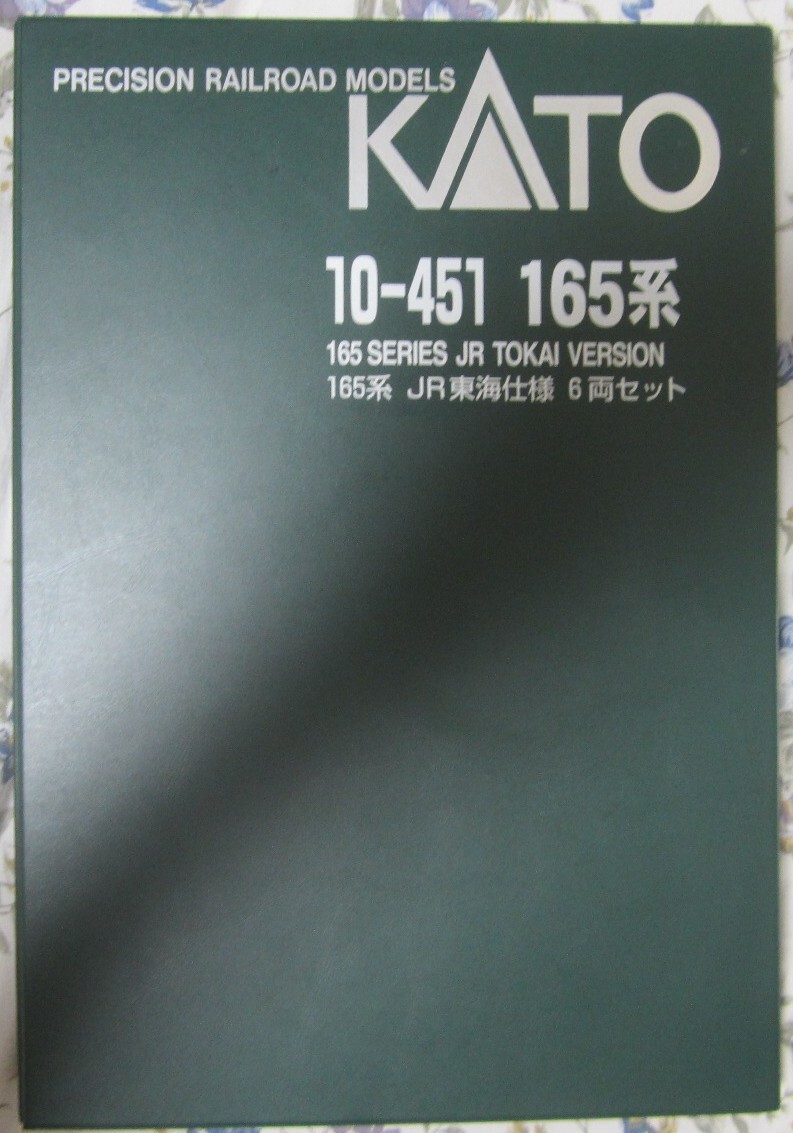 PRECISION RAILROAD MODELS
KATO
10-451 165系
165 SERIES JR TOKAI VERSION
165系 JR東海仕様 6両セット